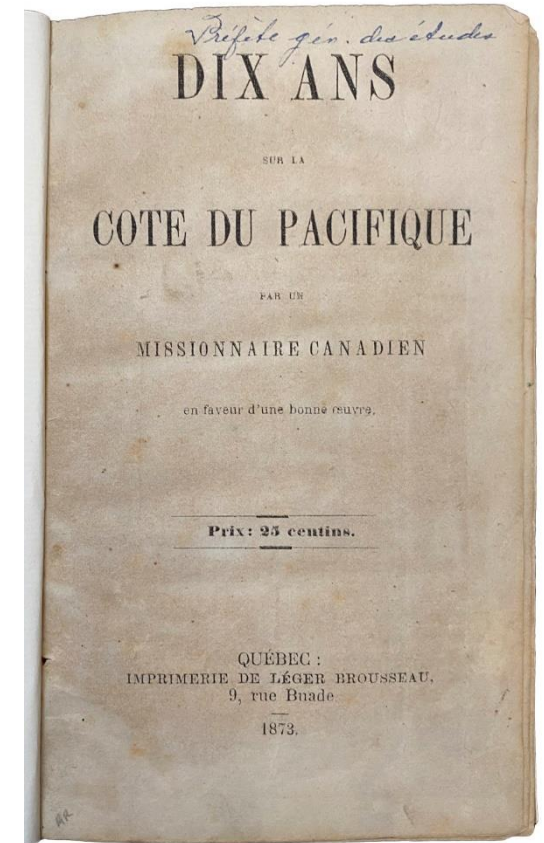 Préfète gén. des études
DIX ANS
SUR LA
COTE DU PACIFIQUE
PAR UN
MISSIONNAIRE CANADIEN
en faveur d'une bonne œuvre.
Prix: 25 centins.
QUÉBEC :
IMPRIMERIE DE LÉGER BROUSSEAU,
9, rue Buade
1873.
AR